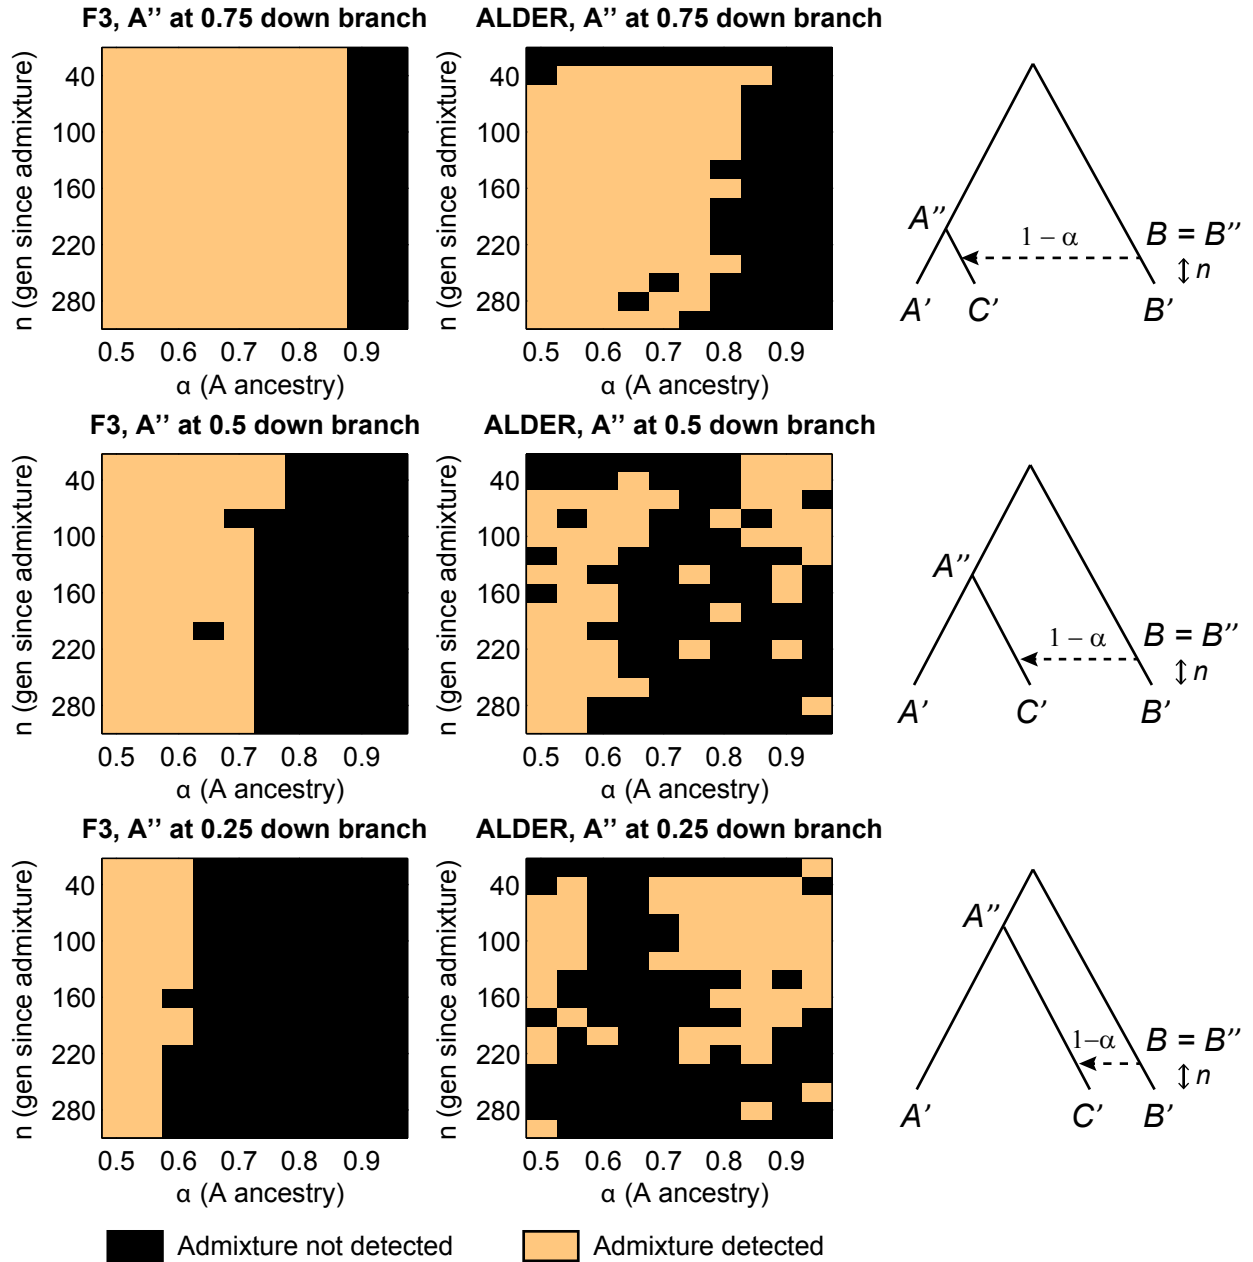 F3, A'' at 0.75 down branch
ALDER, A'' at 0.75 down branch
n (gen since admixture)
40
100
160
220
280
0.5 0.6 0.7 0.8 0.9
α (A ancestry)
n (gen since admixture)
40
100
160
220
280
0.5 0.6 0.7 0.8 0.9
α (A ancestry)
A''
1 − α
B = B''
n
A' C' B'
F3, A'' at 0.5 down branch
ALDER, A'' at 0.5 down branch
n (gen since admixture)
40
100
160
220
280
0.5 0.6 0.7 0.8 0.9
α (A ancestry)
n (gen since admixture)
40
100
160
220
280
0.5 0.6 0.7 0.8 0.9
α (A ancestry)
A''
1 − α
B = B''
n
A' C' B'
F3, A'' at 0.25 down branch
ALDER, A'' at 0.25 down branch
n (gen since admixture)
40
100
160
220
280
0.5 0.6 0.7 0.8 0.9
α (A ancestry)
n (gen since admixture)
40
100
160
220
280
0.5 0.6 0.7 0.8 0.9
α (A ancestry)
A''
1−α
B = B''
n
A' C' B'
Admixture not detected
Admixture detected